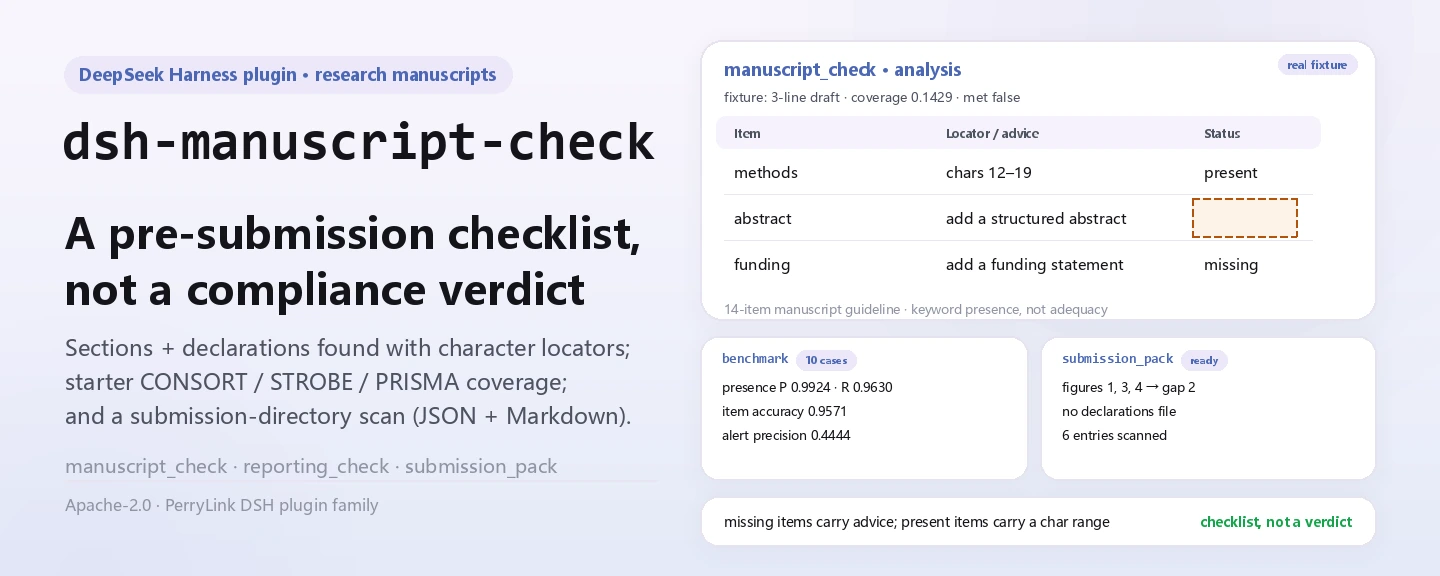 DeepSeek Harness plugin • research manuscripts
dsh-manuscript-check
A pre-submission checklist,
not a compliance verdict
Sections + declarations found with character locators;
starter CONSORT / STROBE / PRISMA coverage;
and a submission-directory scan (JSON + Markdown).
manuscript_check · reporting_check · submission_pack
Apache-2.0 · PerryLink DSH plugin family
manuscript_check • analysis
real fixture
fixture: 3-line draft · coverage 0.1429 · met false
Item Locator / advice Status
methods chars 12–19 present
abstract add a structured abstract
funding add a funding statement missing
14-item manuscript guideline · keyword presence, not adequacy
benchmark 10 cases
presence P 0.9924 · R 0.9630
item accuracy 0.9571
alert precision 0.4444
submission_pack ready
figures 1, 3, 4 → gap 2
no declarations file
6 entries scanned
missing items carry advice; present items carry a char range
checklist, not a verdict